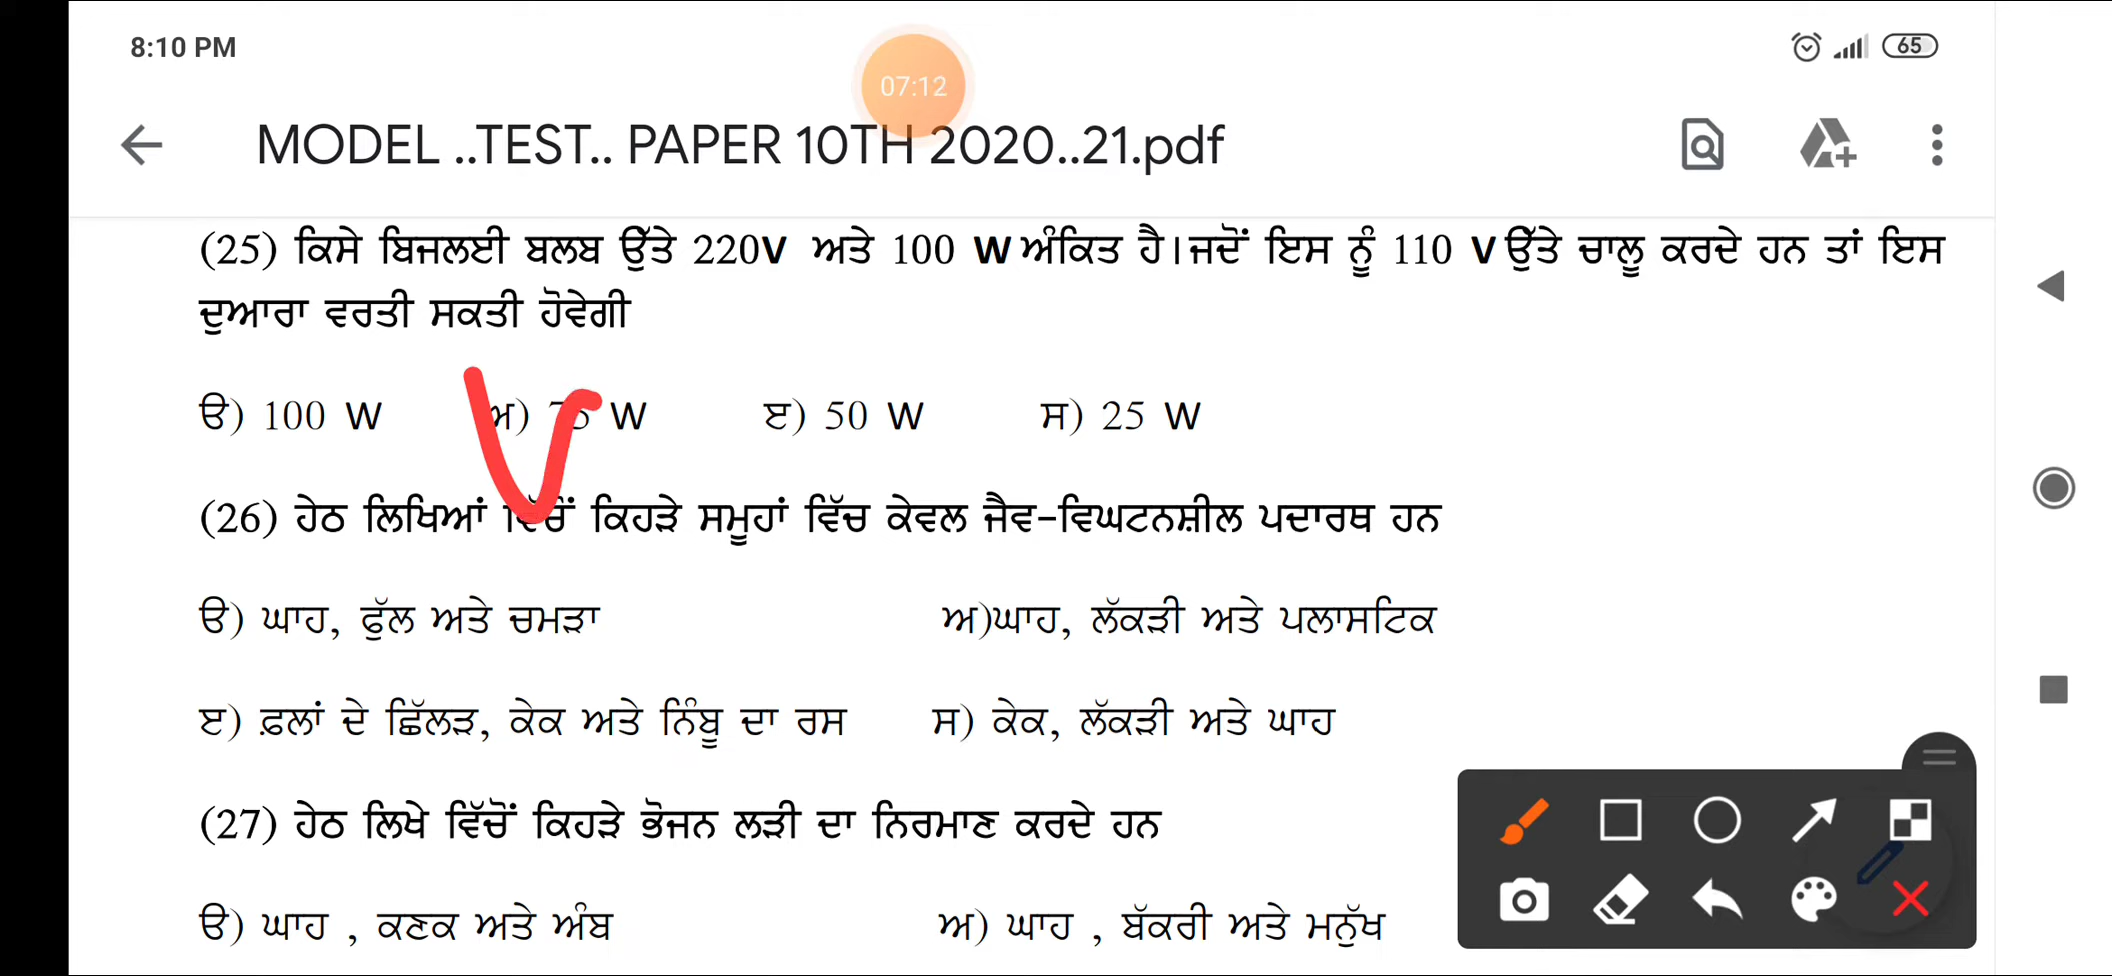 8:10 PM
65
07:12
MODEL ..TEST.. PAPER 10TH 2020..21.pdf
(25) ਕਿਸੇ ਬਿਜਲਈ ਬਲਬ ਉੱਤੇ 220V ਅਤੇ 100 W ਅੰਕਿਤ ਹੈ।ਜਦੋਂ ਇਸ ਨੂੰ 110 V ਉੱਤੇ ਚਾਲੂ ਕਰਦੇ ਹਨ ਤਾਂ ਇਸ
ਦੁਆਰਾ ਵਰਤੀ ਸਕਤੀ ਹੋਵੇਗੀ
ੳ) 100 W ਅ) 75 W ੲ) 50 W ਸ) 25 W
(26) ਹੇਠ ਲਿਖਿਆਂ ਵਿੱਚੋਂ ਕਿਹੜੇ ਸਮੂਹਾਂ ਵਿੱਚ ਕੇਵਲ ਜੈਵ-ਵਿਘਟਨਸ਼ੀਲ ਪਦਾਰਥ ਹਨ
ੳ) ਘਾਹ, ਫੁੱਲ ਅਤੇ ਚਮੜਾ ਅ)ਘਾਹ, ਲੱਕੜੀ ਅਤੇ ਪਲਾਸਟਿਕ
ੲ) ਫ਼ਲਾਂ ਦੇ ਛਿੱਲੜ, ਕੇਕ ਅਤੇ ਨਿੰਬੂ ਦਾ ਰਸ ਸ) ਕੇਕ, ਲੱਕੜੀ ਅਤੇ ਘਾਹ
(27) ਹੇਠ ਲਿਖੇ ਵਿੱਚੋਂ ਕਿਹੜੇ ਭੋਜਨ ਲੜੀ ਦਾ ਨਿਰਮਾਣ ਕਰਦੇ ਹਨ
ੳ) ਘਾਹ , ਕਣਕ ਅਤੇ ਅੰਬ ਅ) ਘਾਹ , ਬੱਕਰੀ ਅਤੇ ਮਨੁੱਖ